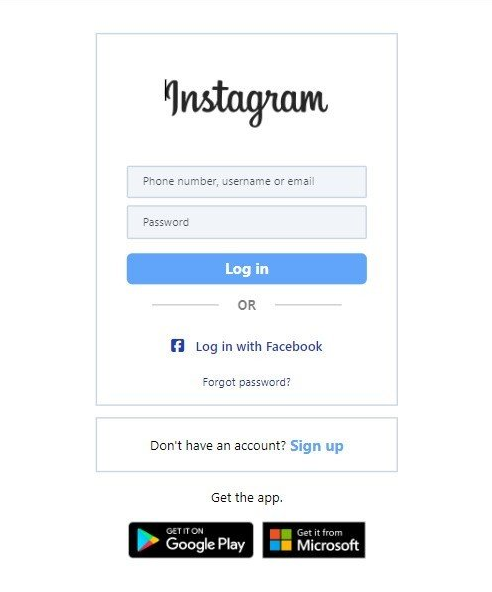 Instagram
Phone number, username or email
Password
Log in
OR
Log in with Facebook
Forgot password?
Don't have an account? Sign up
Get the app.
GET IT ON
Google Play
Get it from
Microsoft